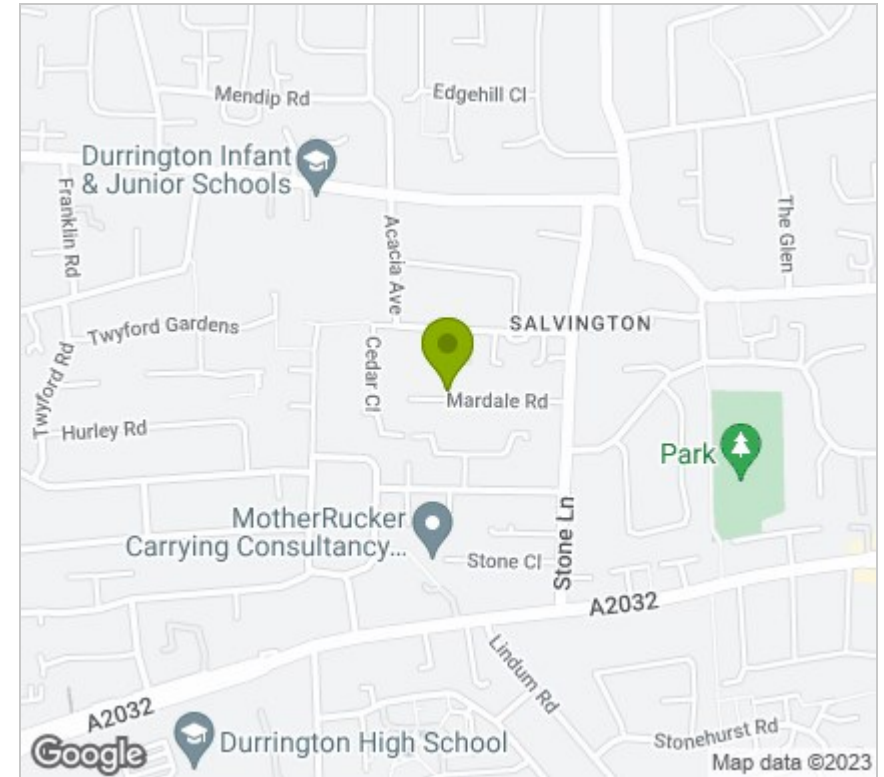 Mendip Rd
Edgehill Cl
Durrington Infant
& Junior Schools
Franklin Rd
Acacia Ave
The Glen
Twyford Gardens
SALVINGTON
Twyford Rd
Cedar Cl
Mardale Rd
Hurley Rd
Park
MotherRucker
Carrying Consultancy...
Stone Cl
Stone Ln
A2032
Lindum Rd
A2032
Durrington High School
Stonehurst Rd
Google
Map data ©2023